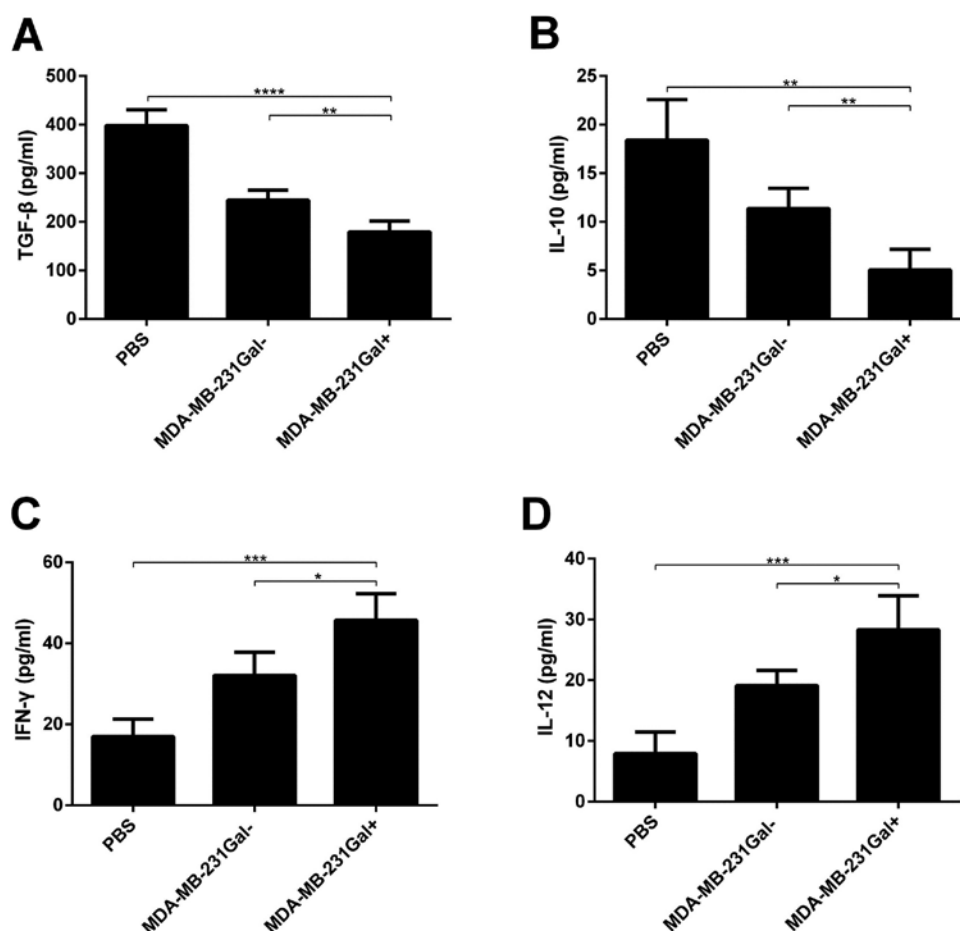 A
TGF-β (pg/ml)
500
400
300
200
100
0
****
**
PBS
MDA-MB-231Gal-
MDA-MB-231Gal+
B
IL-10 (pg/ml)
25
20
15
10
5
0
**
**
PBS
MDA-MB-231Gal-
MDA-MB-231Gal+
C
IFN-γ (pg/ml)
60
40
20
0
***
*
PBS
MDA-MB-231Gal-
MDA-MB-231Gal+
D
IL-12 (pg/ml)
40
30
20
10
0
***
*
PBS
MDA-MB-231Gal-
MDA-MB-231Gal+